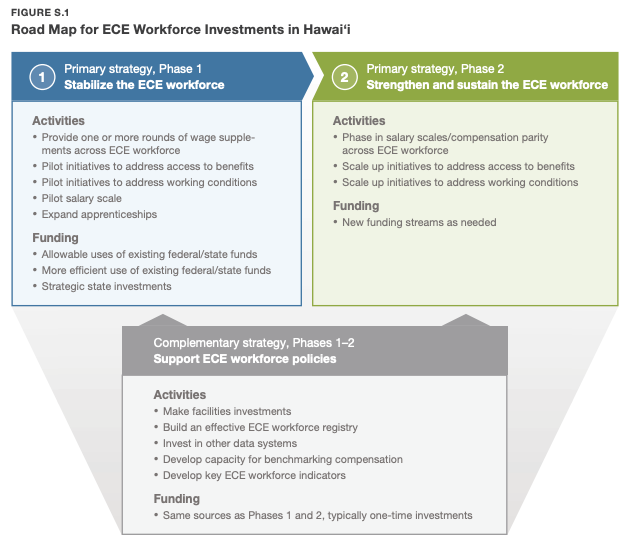 FIGURE S.1
Road Map for ECE Workforce Investments in Hawai‘i
1
Primary strategy, Phase 1
Stabilize the ECE workforce
Activities
• Provide one or more rounds of wage supple-
ments across ECE workforce
• Pilot initiatives to address access to benefits
• Pilot initiatives to address working conditions
• Pilot salary scale
• Expand apprenticeships
Funding
• Allowable uses of existing federal/state funds
• More efficient use of existing federal/state funds
• Strategic state investments
2
Primary strategy, Phase 2
Strengthen and sustain the ECE workforce
Activities
• Phase in salary scales/compensation parity
across ECE workforce
• Scale up initiatives to address access to benefits
• Scale up initiatives to address working conditions
Funding
• New funding streams as needed
Complementary strategy, Phases 1–2
Support ECE workforce policies
Activities
• Make facilities investments
• Build an effective ECE workforce registry
• Invest in other data systems
• Develop capacity for benchmarking compensation
• Develop key ECE workforce indicators
Funding
• Same sources as Phases 1 and 2, typically one-time investments